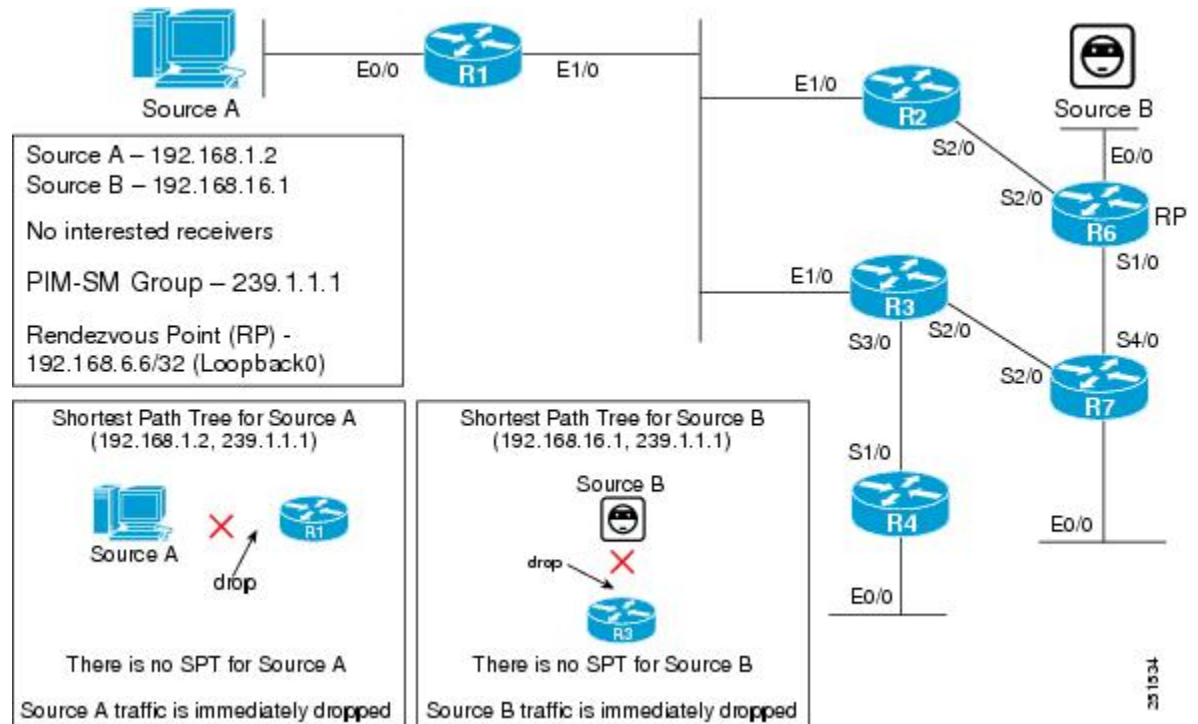 Source A
E0/0
R1
E1/0
E1/0
R2
S2/0
Source B
E0/0
S2/0
R6
RP
S1/0
Source A – 192.168.1.2
Source B – 192.168.16.1
No interested receivers
PIM-SM Group – 239.1.1.1
Rendezvous Point (RP) -
192.168.6.6/32 (Loopback0)
E1/0
R3
S3/0
S2/0
S4/0
S2/0
R7
S1/0
R4
E0/0
E0/0
Shortest Path Tree for Source A
(192.168.1.2, 239.1.1.1)
Source A
R1
drop
There is no SPT for Source A
Source A traffic is immediately dropped
Shortest Path Tree for Source B
(192.168.16.1, 239.1.1.1)
Source B
drop
R3
There is no SPT for Source B
Source B traffic is immediately dropped
251534